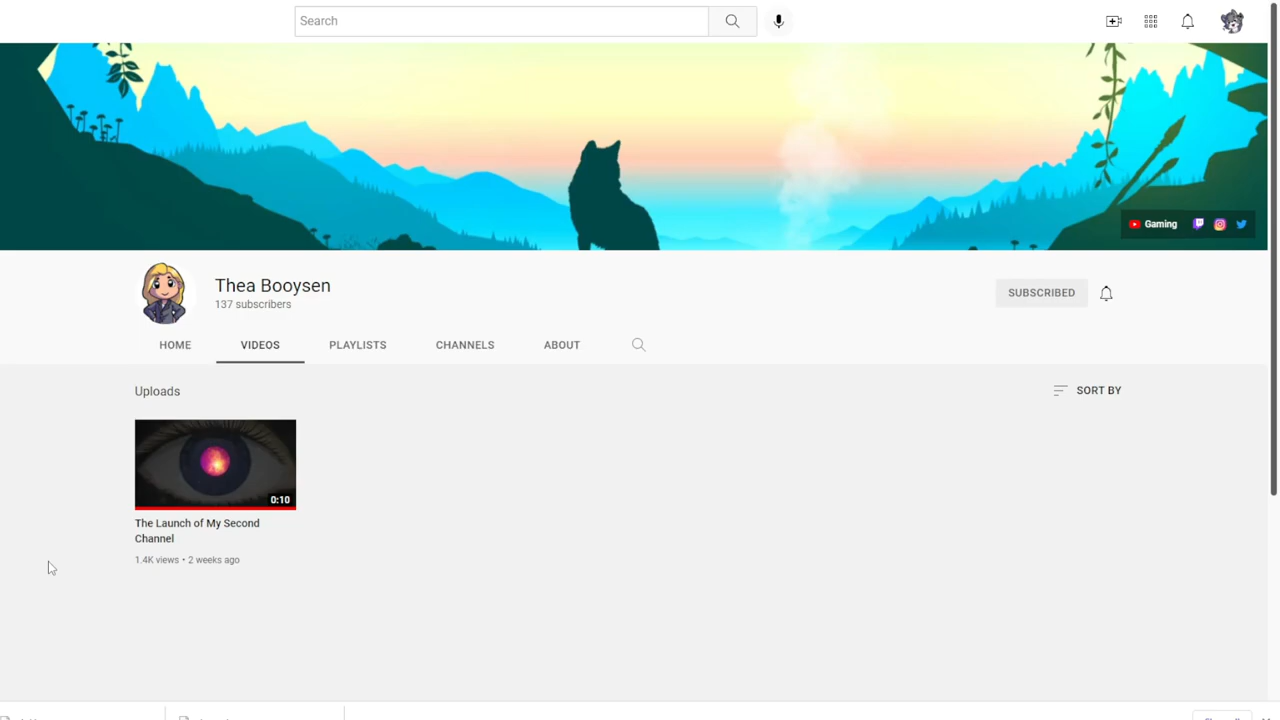 Search
Gaming
Thea Booysen
137 subscribers
SUBSCRIBED
HOME
VIDEOS
PLAYLISTS
CHANNELS
ABOUT
Uploads
SORT BY
0:10
The Launch of My Second
Channel
1.4K views • 2 weeks ago